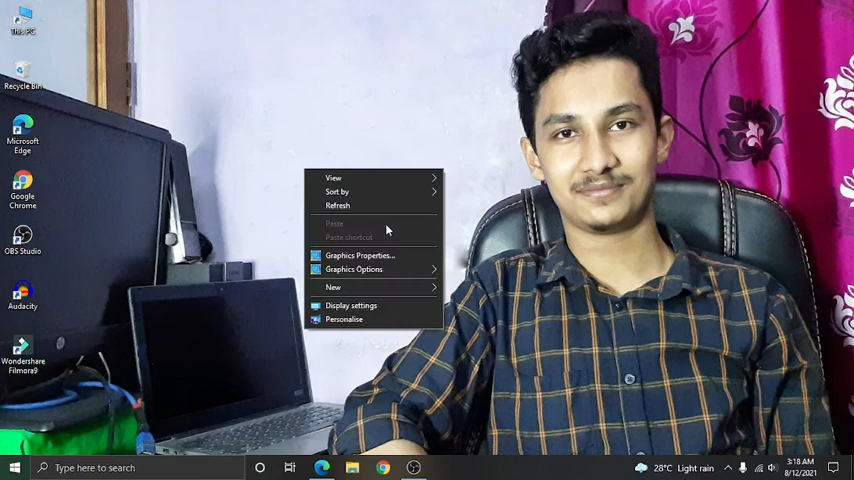 This PC
Recycle Bin
Microsoft
Edge
Google
Chrome
OBS Studio
Audacity
Wondershare
Filmora9
View
Sort by
Refresh
Paste
Paste shortcut
Graphics Properties...
Graphics Options
New
Display settings
Personalise
Type here to search
28°C Light rain
3:18 AM
8/12/2021